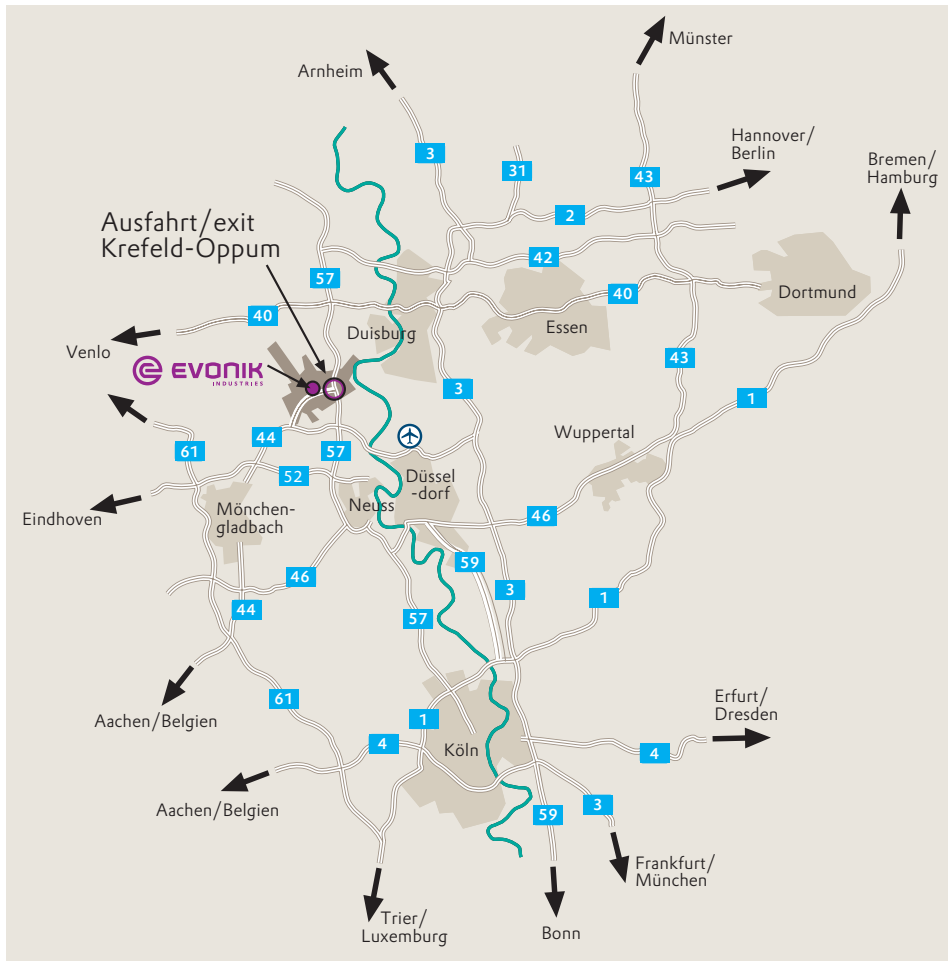 Münster
Arnheim
Hannover/
Berlin
3
31
Bremen/
Hamburg
43
2
Ausfahrt/exit
Krefeld-Oppum
42
57
40
40
Dortmund
Duisburg
Essen
Venlo
43
EVONIK
INDUSTRIES
3
1
44
Wuppertal
61
57
52
Düssel
-dorf
Mönchen-
gladbach
Neuss
Eindhoven
46
59
46
3
44
57
1
61
Aachen/Belgien
1
Erfurt/
Dresden
4
Köln
4
Aachen/Belgien
59
3
Frankfurt/
München
Trier/
Luxemburg
Bonn